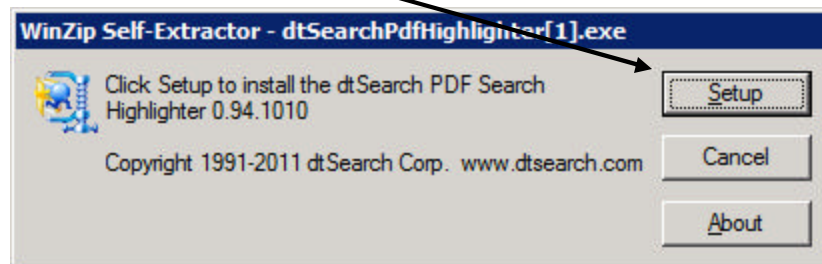 WinZip Self-Extractor - dtSearchPdfHighlighter[1].exe
Click Setup to install the dtSearch PDF Search
Highlighter 0.94.1010
Copyright 1991-2011 dtSearch Corp. www.dtsearch.com
Setup
Cancel
About